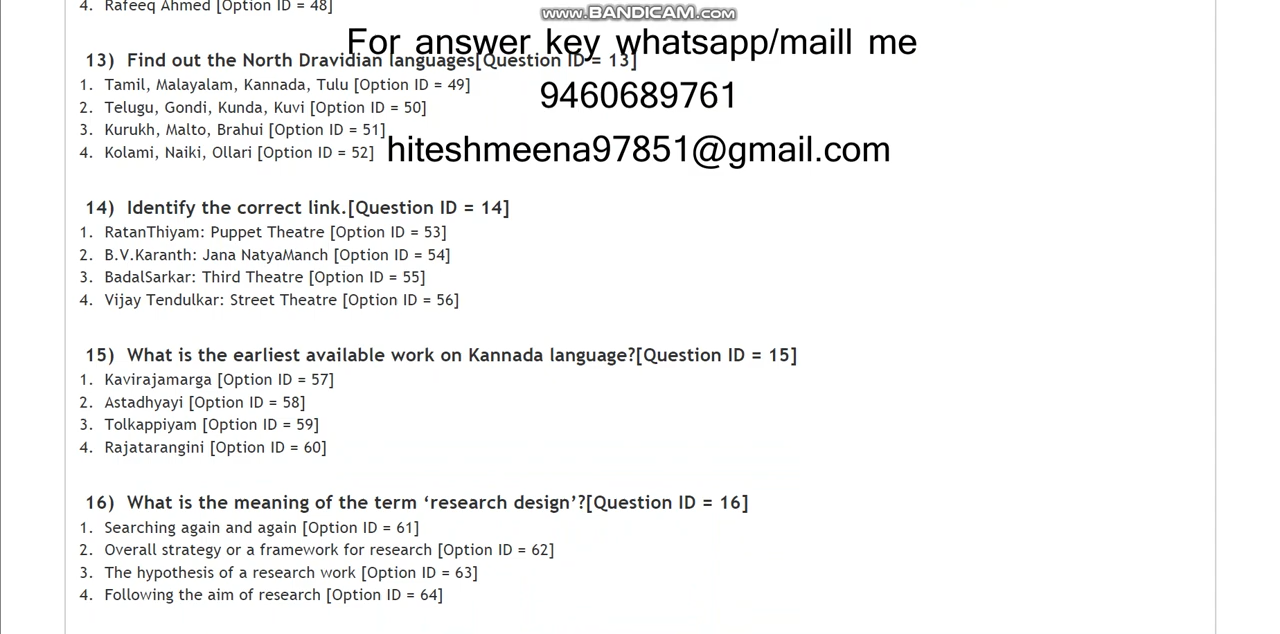 4. Rafeeq Ahmed [Option ID = 48]
www.BANDICAM.com
For answer key whatsapp/maill me
13) Find out the North Dravidian languages[Question ID = 13]
1. Tamil, Malayalam, Kannada, Tulu [Option ID = 49]
9460689761
2. Telugu, Gondi, Kunda, Kuvi [Option ID = 50]
3. Kurukh, Malto, Brahui [Option ID = 51]
hiteshmeena97851@gmail.com
4. Kolami, Naiki, Ollari [Option ID = 52]
14) Identify the correct link.[Question ID = 14]
1. RatanThiyam: Puppet Theatre [Option ID = 53]
2. B.V.Karanth: Jana NatyaManch [Option ID = 54]
3. BadalSarkar: Third Theatre [Option ID = 55]
4. Vijay Tendulkar: Street Theatre [Option ID = 56]
15) What is the earliest available work on Kannada language?[Question ID = 15]
1. Kavirajamarga [Option ID = 57]
2. Astadhyayi [Option ID = 58]
3. Tolkappiyam [Option ID = 59]
4. Rajatarangini [Option ID = 60]
16) What is the meaning of the term ‘research design’?[Question ID = 16]
1. Searching again and again [Option ID = 61]
2. Overall strategy or a framework for research [Option ID = 62]
3. The hypothesis of a research work [Option ID = 63]
4. Following the aim of research [Option ID = 64]